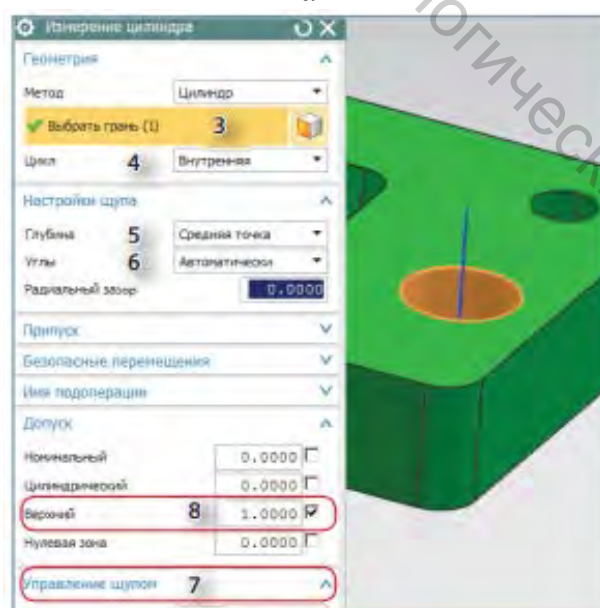 Измерение цилиндра
Геометрия
Метод Цилиндр
Выбрать грань (1) 3
Цикл 4 Внутренняя
Настройки щупа
Глубина 5 Средняя точка
Углы 6 Автоматически
Радиальный зазор 0.0000
Припуск
Безопасные перемещения
Имя подоперации
Допуск
Номинальный 0.0000
Цилиндрический 0.0000
Верхний 8 1.0000
Нулевая зона 0.0000
Управление щупом 7